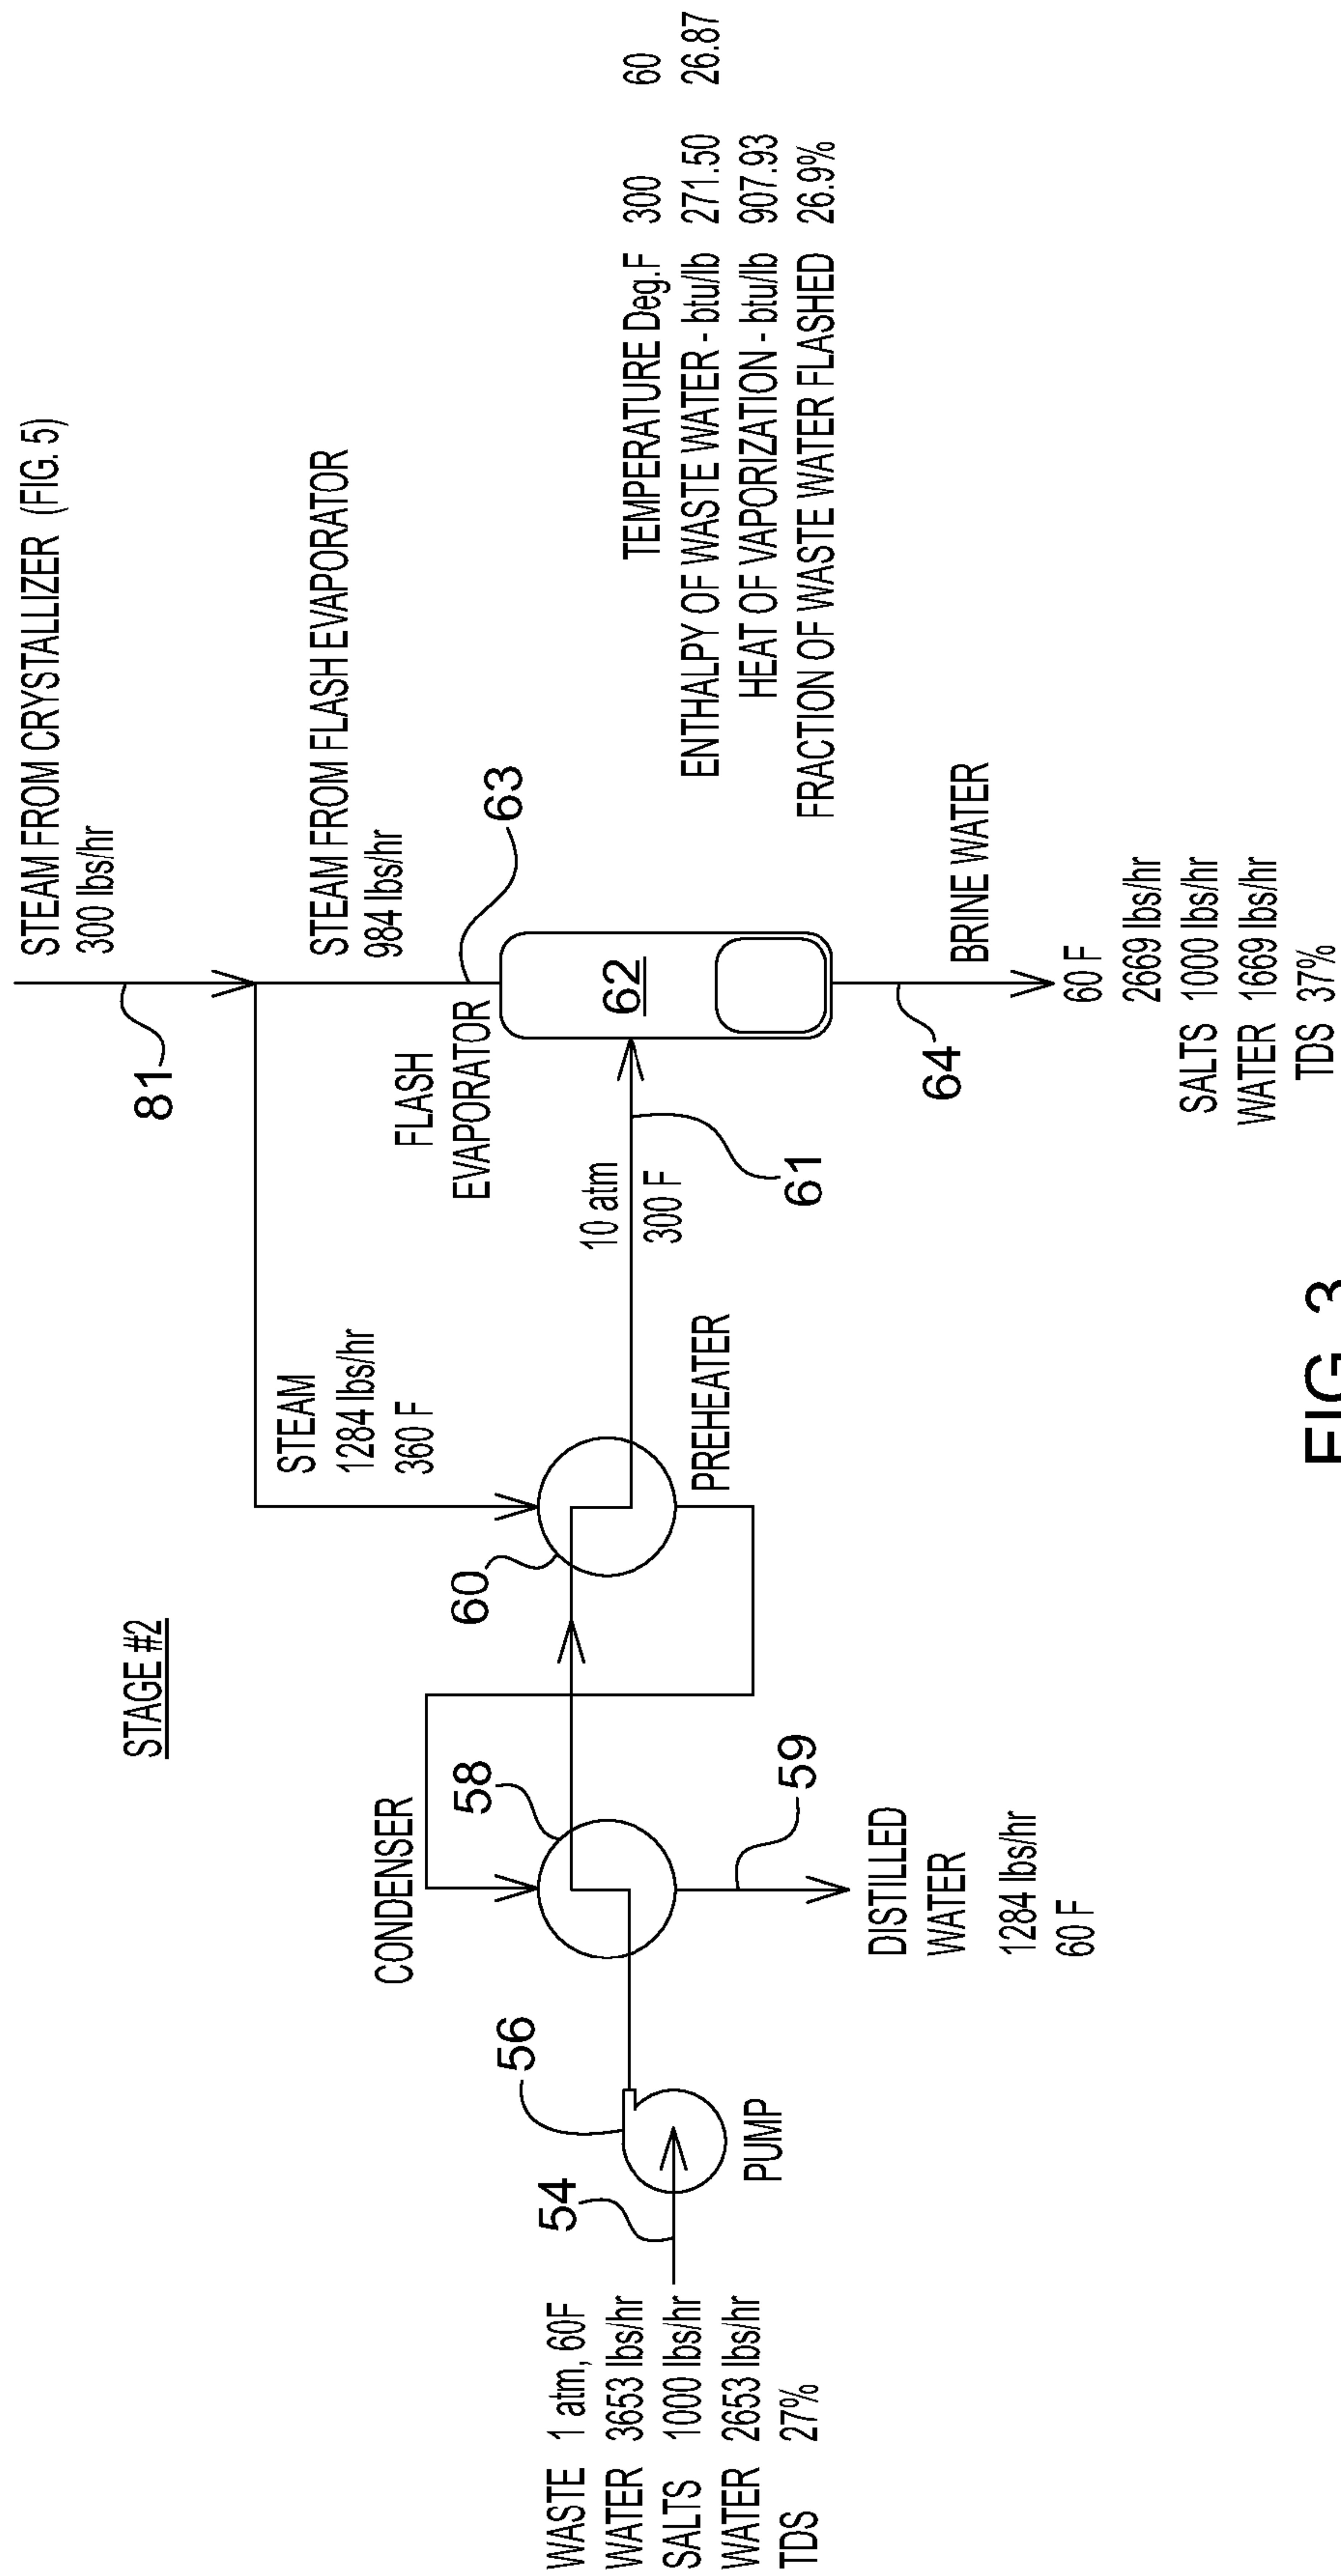 STAGE #2
STEAM FROM CRYSTALLIZER (FIG. 5)
300 lbs/hr
81
STEAM FROM FLASH EVAPORATOR
984 lbs/hr
63
STEAM
1284 lbs/hr
360 F
CONDENSER
58
60
FLASH
EVAPORATOR
62
10 atm
300 F
61
PREHEATER
56
54
PUMP
WASTE 1 atm, 60F
WATER 3653 lbs/hr
SALTS 1000 lbs/hr
WATER 2653 lbs/hr
TDS 27%
59
DISTILLED
WATER
1284 lbs/hr
60 F
TEMPERATURE Deg.F 300 60
ENTHALPY OF WASTE WATER - btu/lb 271.50 26.87
HEAT OF VAPORIZATION - btu/lb 907.93
FRACTION OF WASTE WATER FLASHED 26.9%
64
BRINE WATER
60 F
2669 lbs/hr
SALTS 1000 lbs/hr
WATER 1669 lbs/hr
TDS 37%
FIG. 3